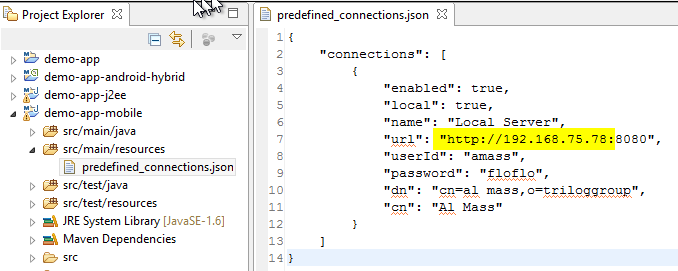 Project Explorer
demo-app
demo-app-android-hybrid
demo-app-j2ee
demo-app-mobile
src/main/java
src/main/resources
predefined_connections.json
src/test/java
src/test/resources
JRE System Library [JavaSE-1.6]
Maven Dependencies
src
predefined_connections.json
1 {
2 "connections": [
3 {
4 "enabled": true,
5 "local": true,
6 "name": "Local Server",
7 "url": "http://192.168.75.78:8080",
8 "userId": "amass",
9 "password": "floflo",
10 "dn": "cn=al mass,o=triloggroup",
11 "cn": "Al Mass"
12 }
13 ]
14 }